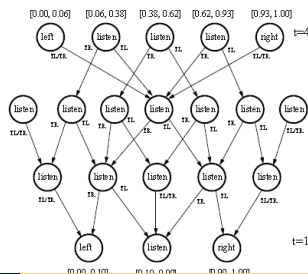 [0.00, 0.06] [0.06, 0.38] [0.38, 0.62] [0.62, 0.93] [0.93, 1.00]
left listen listen listen right t=4
TL/TR. TR. TL TR. TL TR. TL TL/TR.
listen listen listen listen listen listen
TL/TR. TR. TL TR. TL TR. TL TR. TL TL/TR.
listen listen listen listen listen
TL/TR. TR. TL TL/TR. TR. TL TL/TR.
left listen right t=1